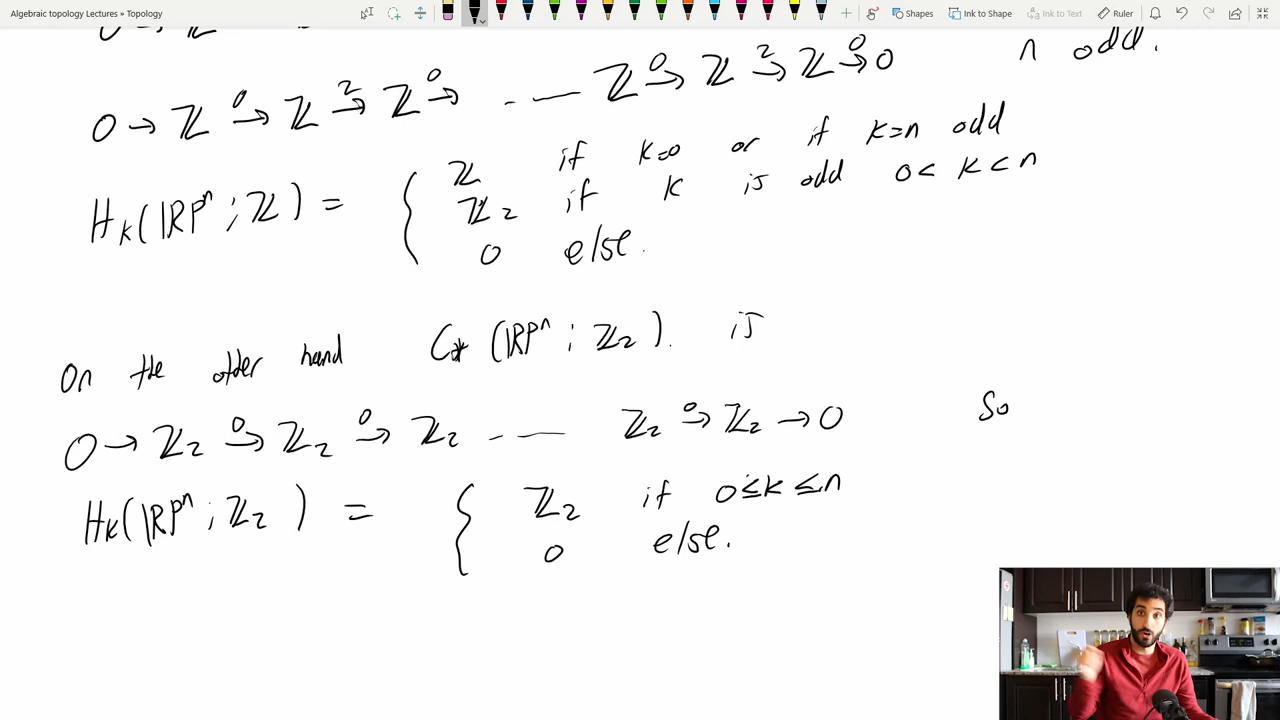 Algebraic topology Lectures » Topology
Shapes Ink to Shape Ink to Text Ruler
0 → ℤ →⁰ ℤ →² ℤ →⁰ ..— ℤ →⁰ ℤ →² ℤ →⁰ 0 n odd.
H_k(ℝPⁿ; ℤ) = { ℤ if k=0 or if k=n odd
ℤ₂ if k is odd 0< k < n
0 else.
On the other hand C_*(ℝPⁿ; ℤ₂). is
0 → ℤ₂ →⁰ ℤ₂ →⁰ ℤ₂ -— ℤ₂ →⁰ ℤ₂ → 0 So
H_k(ℝPⁿ; ℤ₂) = { ℤ₂ if 0≤k≤n
0 else.